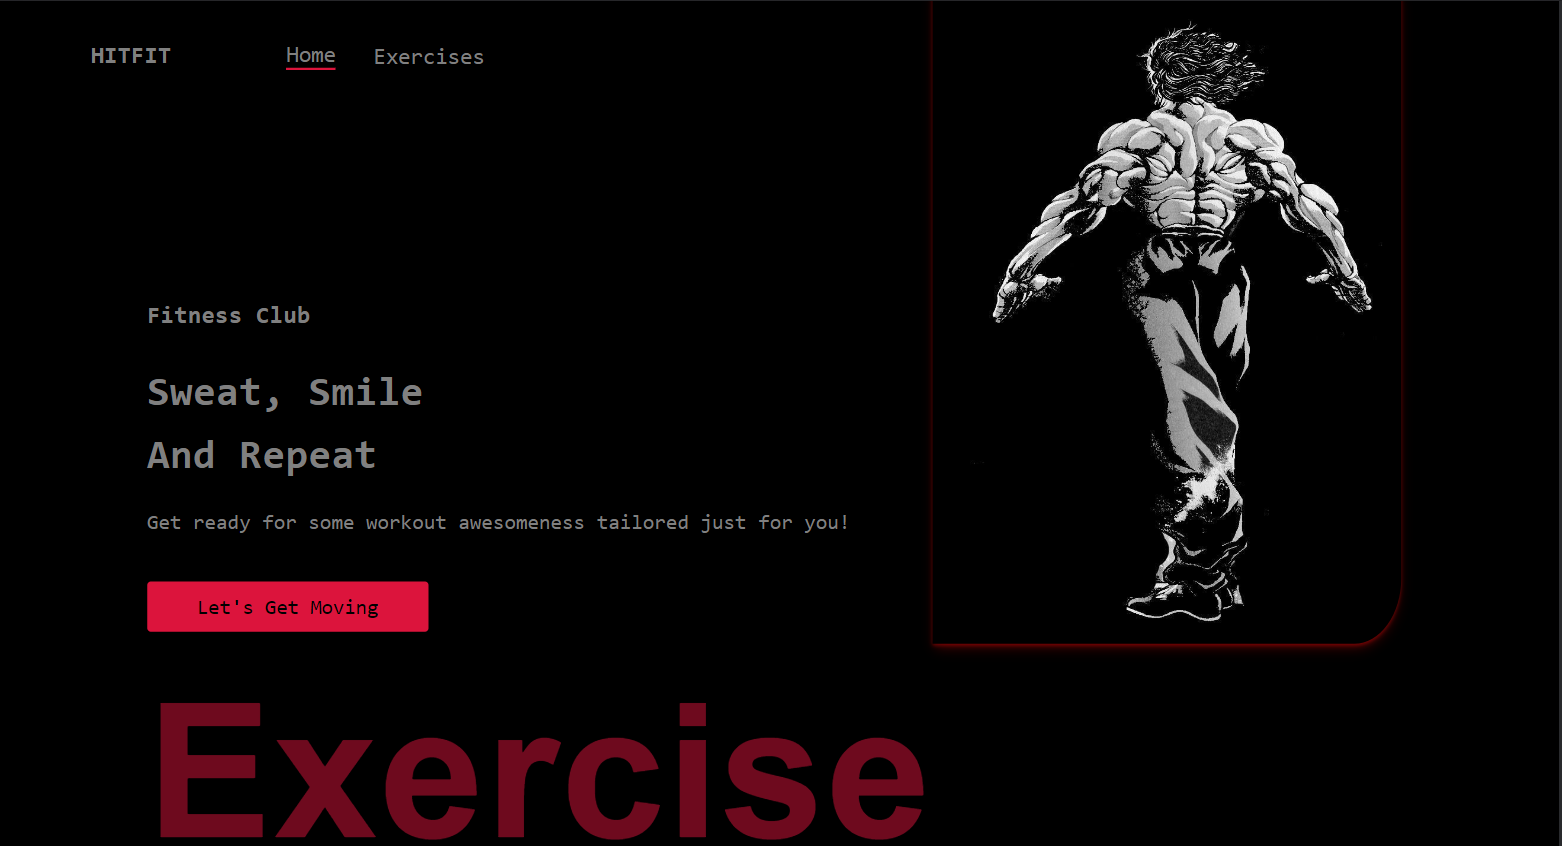 HITFIT
Home
Exercises
Fitness Club
Sweat, Smile
And Repeat
Get ready for some workout awesomeness tailored just for you!
Let's Get Moving
Exercise